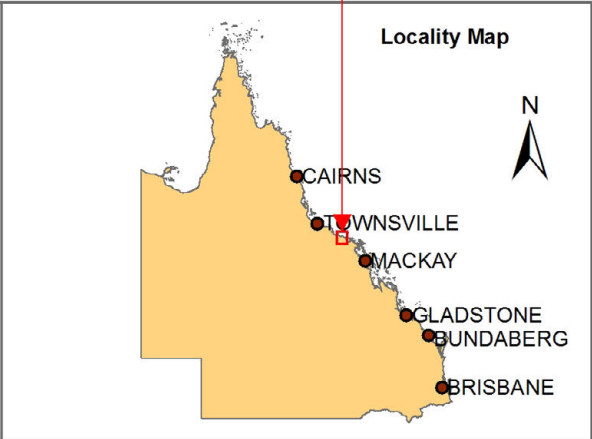 Locality Map
N
CAIRNS
TOWNSVILLE
MACKAY
GLADSTONE
BUNDABERG
BRISBANE